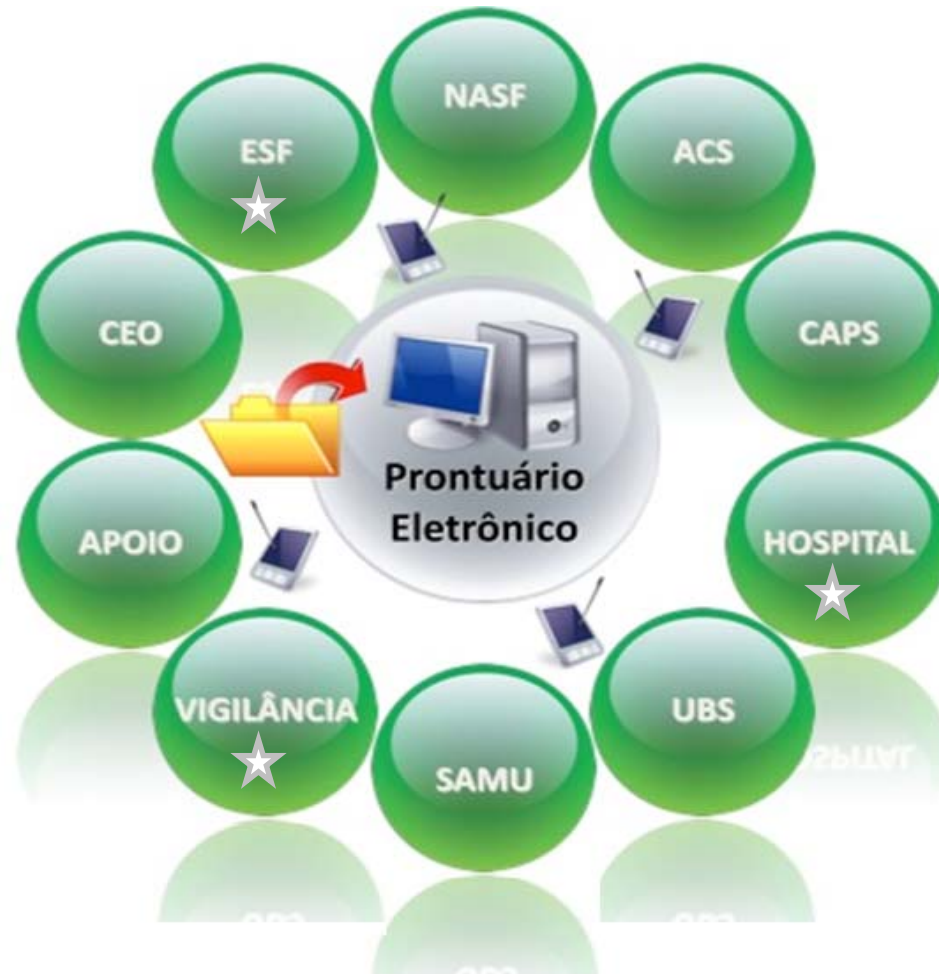 NASF
ESF
ACS
CEO
CAPS
Prontuário
Eletrônico
APOIO
HOSPITAL
VIGILÂNCIA
UBS
SAMU